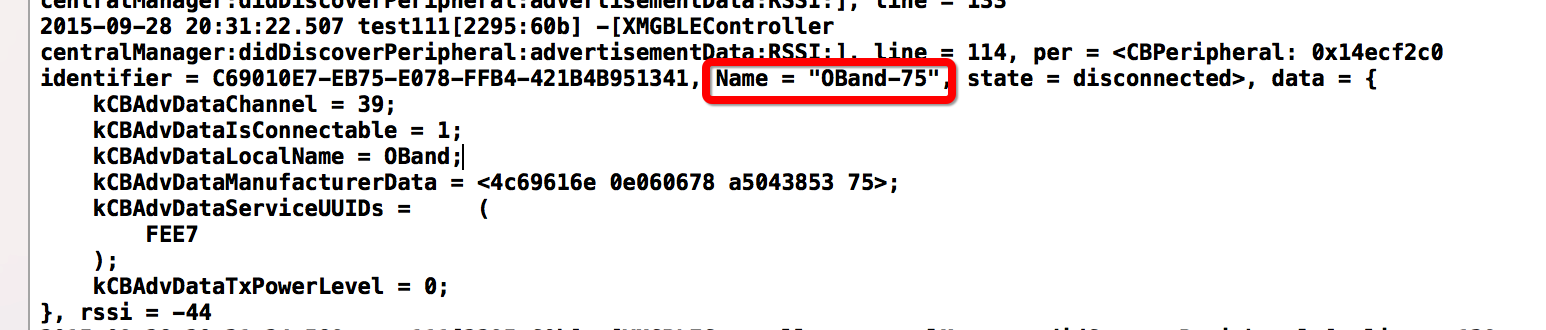 centralManager:didDiscoverPeripheral:advertisementData:RSSI:], line = 133
2015-09-28 20:31:22.507 test111[2295:60b] -[XMGBLEController
centralManager:didDiscoverPeripheral:advertisementData:RSSI:], line = 114, per = <CBPeripheral: 0x14ecf2c0
identifier = C69010E7-EB75-E078-FFB4-421B4B951341, Name = "OBand-75", state = disconnected>, data = {
    kCBAdvDataChannel = 39;
    kCBAdvDataIsConnectable = 1;
    kCBAdvDataLocalName = OBand;
    kCBAdvDataManufacturerData = <4c69616e 0e060678 a5043853 75>;
    kCBAdvDataServiceUUIDs =     (
        FEE7
    );
    kCBAdvDataTxPowerLevel = 0;
}, rssi = -44